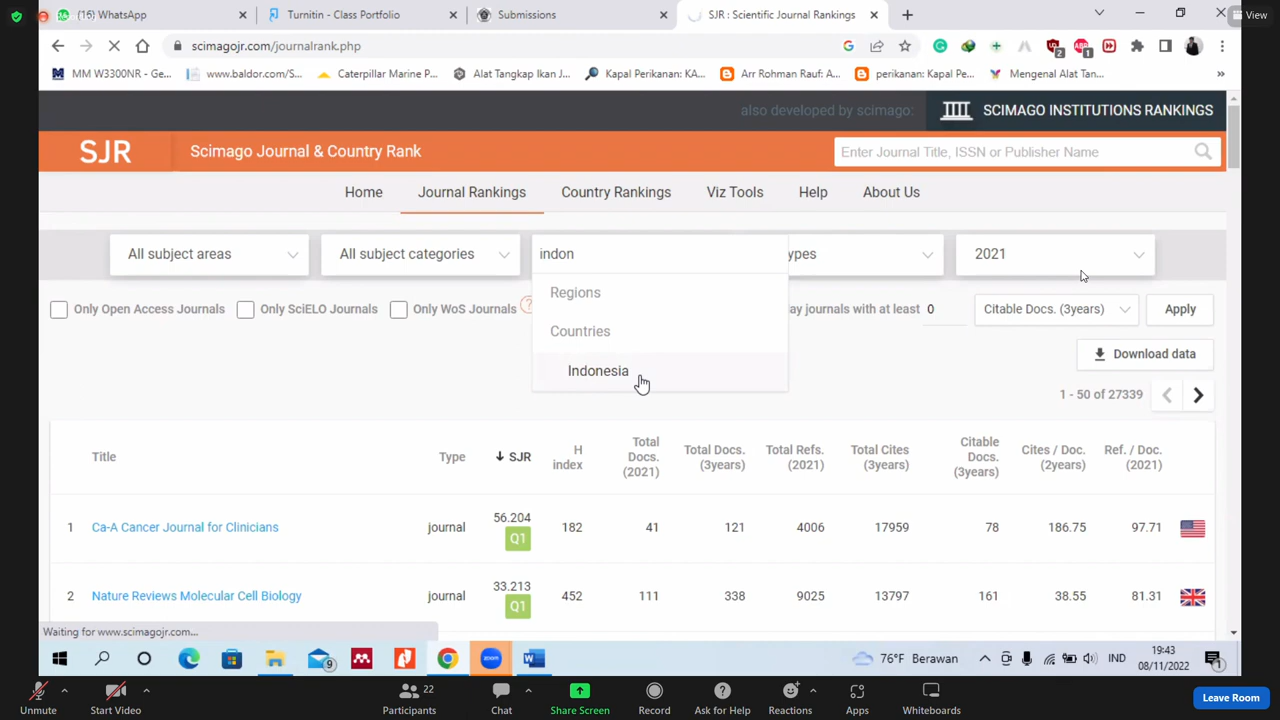 (16) WhatsApp
Turnitin - Class Portfolio
Submissions
SJR : Scientific Journal Rankings
View
scimagojr.com/journalrank.php
MM W3300NR - Ge...
www.baldor.com/S...
Caterpillar Marine P...
Alat Tangkap Ikan J...
Kapal Perikanan: KA...
Arr Rohman Rauf: A...
perikanan: Kapal Pe...
Mengenal Alat Tan...
also developed by scimago:
SCIMAGO INSTITUTIONS RANKINGS
SJR
Scimago Journal & Country Rank
Enter Journal Title, ISSN or Publisher Name
Home
Journal Rankings
Country Rankings
Viz Tools
Help
About Us
All subject areas
All subject categories
indon
ypes
2021
Regions
Countries
Indonesia
Only Open Access Journals
Only SciELO Journals
Only WoS Journals
?
ay journals with at least
0
Citable Docs. (3years)
Apply
Download data
1 - 50 of 27339
Title Type SJR H index Total Docs. (2021) Total Docs. (3years) Total Refs. (2021) Total Cites (3years) Citable Docs. (3years) Cites / Doc. (2years) Ref. / Doc. (2021)
1 Ca-A Cancer Journal for Clinicians journal 56.204 Q1 182 41 121 4006 17959 78 186.75 97.71
2 Nature Reviews Molecular Cell Biology journal 33.213 Q1 452 111 338 9025 13797 161 38.55 81.31
Waiting for www.scimagojr.com...
9
76°F Berawan
IND
19:43
08/11/2022
1
Unmute
Start Video
22
Participants
Chat
Share Screen
Record
Ask for Help
Reactions
Apps
Whiteboards
Leave Room